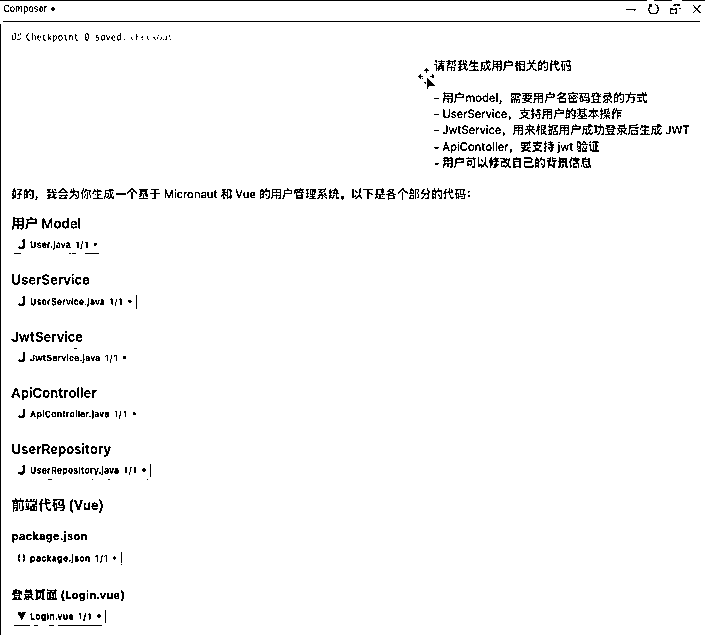 Composer •
Checkpoint 0 saved. checkout
请帮我生成用户相关的代码
- 用户model，需要用户名密码登录的方式
- UserService，支持用户的基本操作
- JwtService，用来根据用户成功登录后生成 JWT
- ApiContoller，要支持 jwt 验证
- 用户可以修改自己的背景信息
好的，我会为你生成一个基于 Micronaut 和 Vue 的用户管理系统。以下是各个部分的代码：
用户 Model
J User.java 1/1 •
UserService
J UserService.java 1/1 •
JwtService
J JwtService.java 1/1 •
ApiController
J ApiController.java 1/1 •
UserRepository
J UserRepository.java 1/1 •
前端代码 (Vue)
package.json
{} package.json 1/1 •
登录页面 (Login.vue)
Login.vue 1/1 •